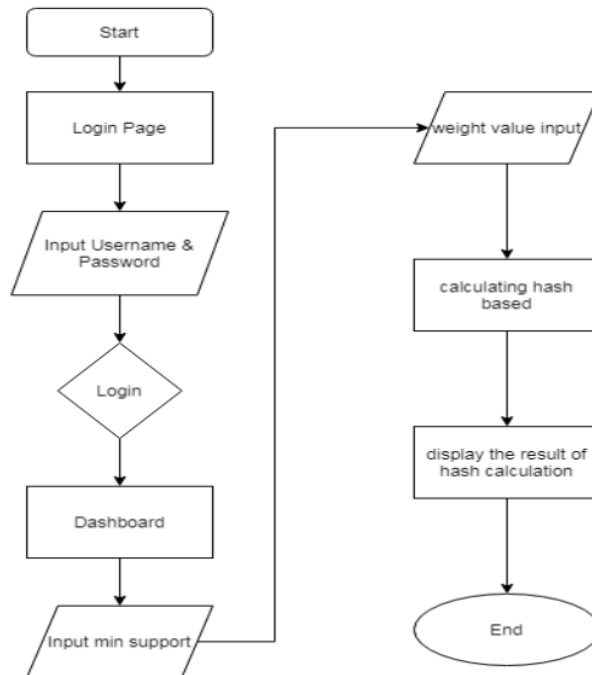 Start
Login Page
Input Username &
Password
Login
Dashboard
Input min support
weight value input
calculating hash
based
display the result of
hash calculation
End